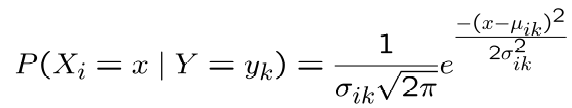 P(X_i = x | Y = y_k) = \frac{1}{\sigma_{ik}\sqrt{2\pi}} e^{\frac{-(x-\mu_{ik})^2}{2\sigma_{ik}^2}}